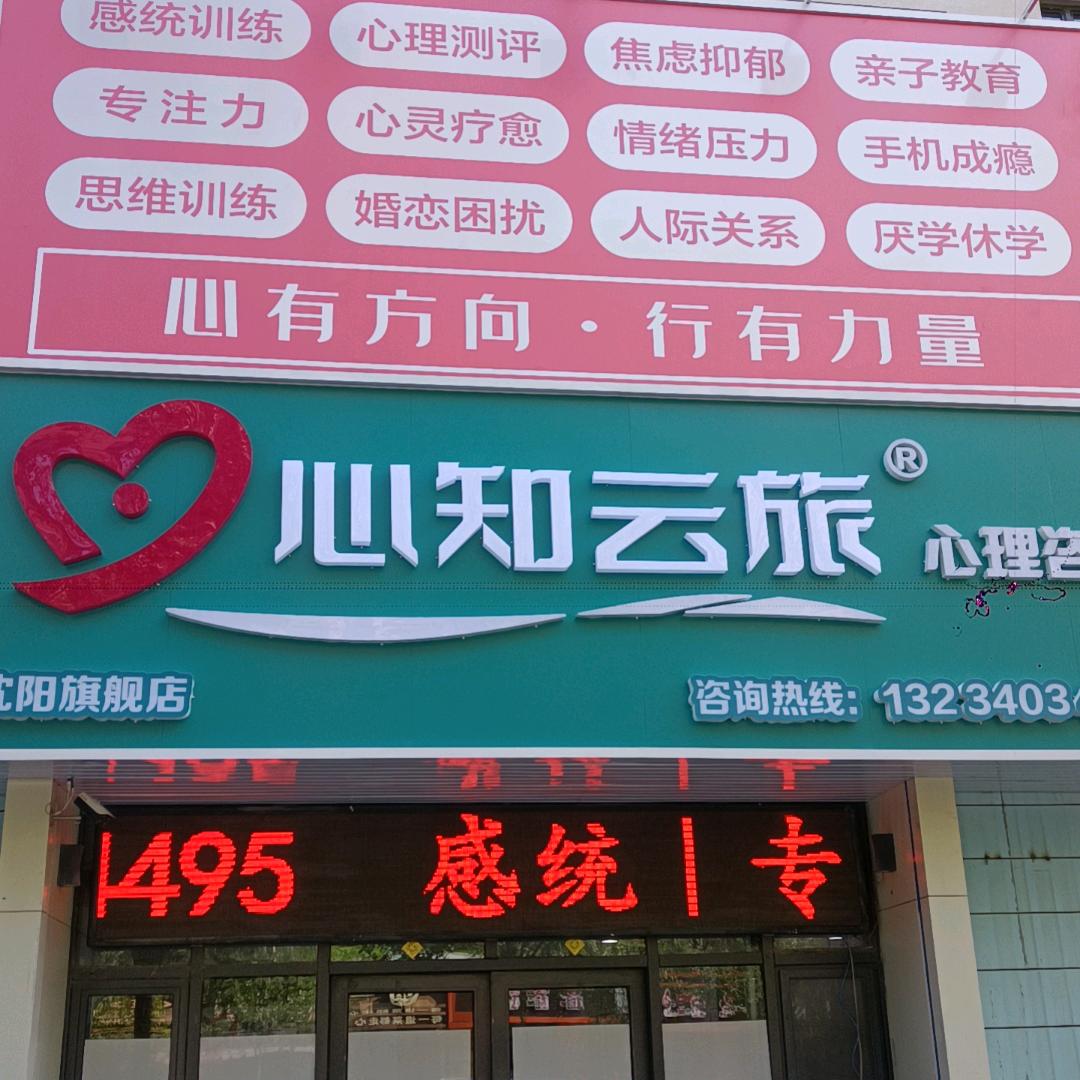 感统训练 心理测评 焦虑抑郁 亲子教育
专注力 心灵疗愈 情绪压力 手机成瘾
思维训练 婚恋困扰 人际关系 厌学休学
心有方向·行有力量
心知云旅® 心理咨
沈阳旗舰店 咨询热线: 13234034
495 感统|专